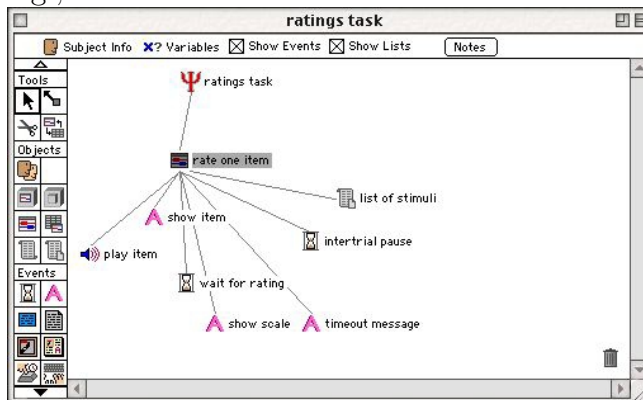 ratings task
Subject Info X? Variables Show Events Show Lists Notes
Tools
Objects
Events
ratings task
rate one item
list of stimuli
show item
intertrial pause
play item
wait for rating
show scale
timeout message